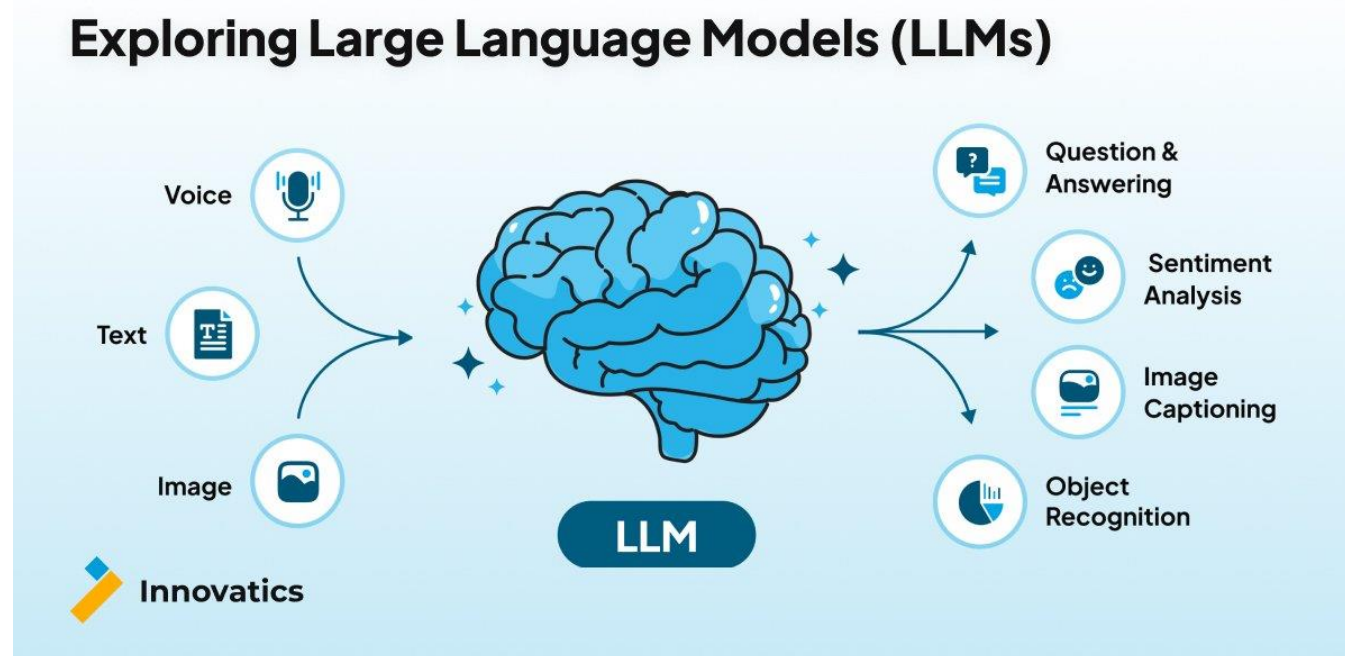 Exploring Large Language Models (LLMs)
Voice
Text
Image
LLM
Question &
Answering
Sentiment
Analysis
Image
Captioning
Object
Recognition
Innovatics